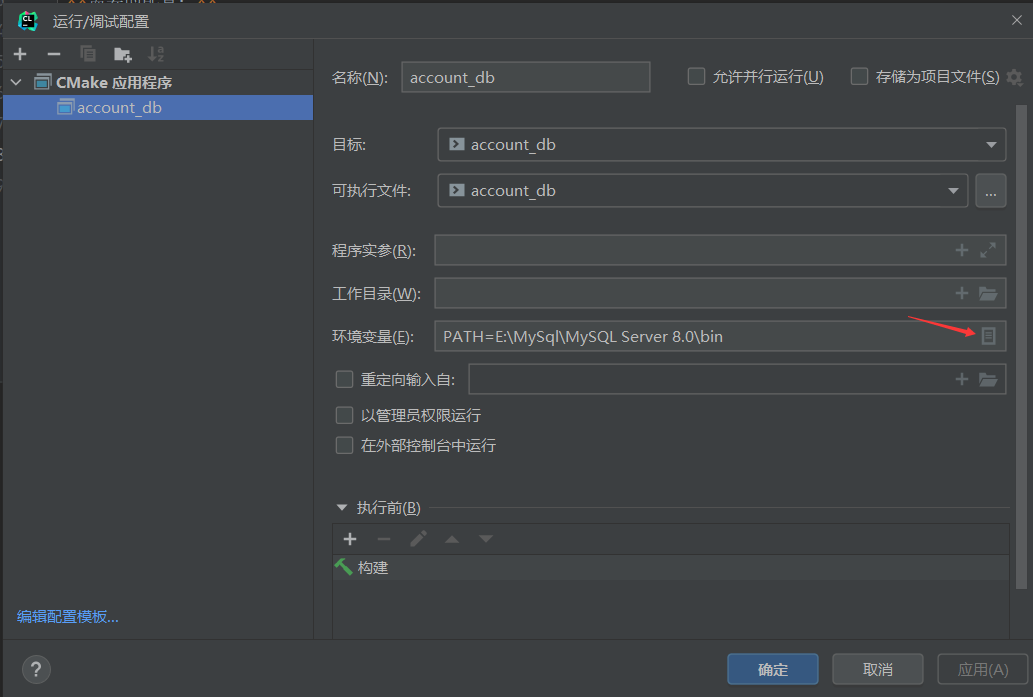 运行/调试配置
CMake 应用程序
account_db
名称(N): account_db 允许并行运行(U) 存储为项目文件(S)
目标: account_db
可执行文件: account_db ...
程序实参(R):
工作目录(W):
环境变量(E): PATH=E:\MySql\MySQL Server 8.0\bin
重定向输入自:
以管理员权限运行
在外部控制台中运行
执行前(B)
构建
编辑配置模板...
? 确定 取消 应用(A)